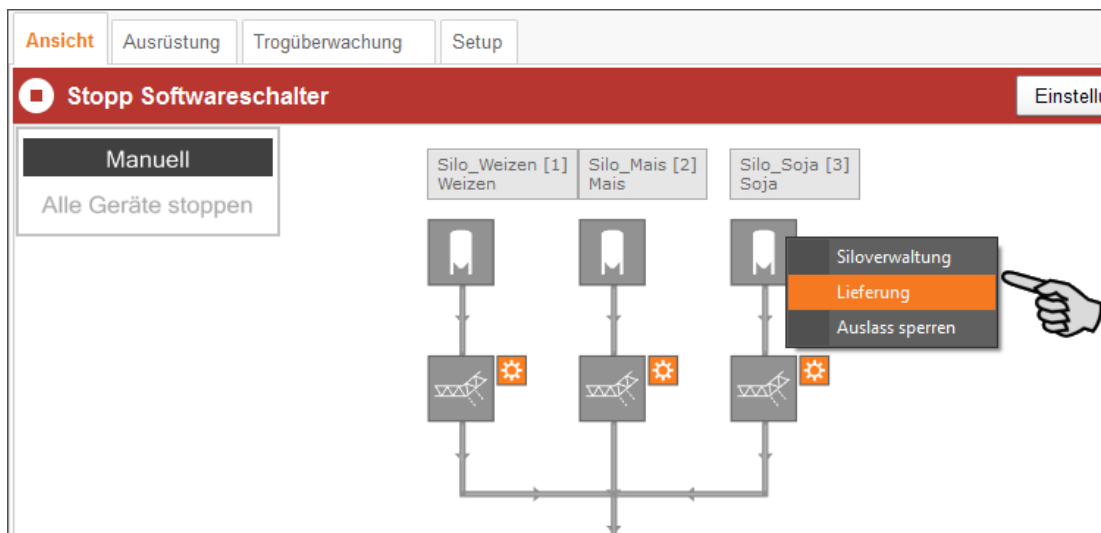 Ansicht Ausrüstung Trogüberwachung Setup
Stopp Softwareschalter
Manuell
Alle Geräte stoppen
Silo_Weizen [1]
Weizen
Silo_Mais [2]
Mais
Silo_Soja [3]
Soja
Siloverwaltung
Lieferung
Auslass sperren